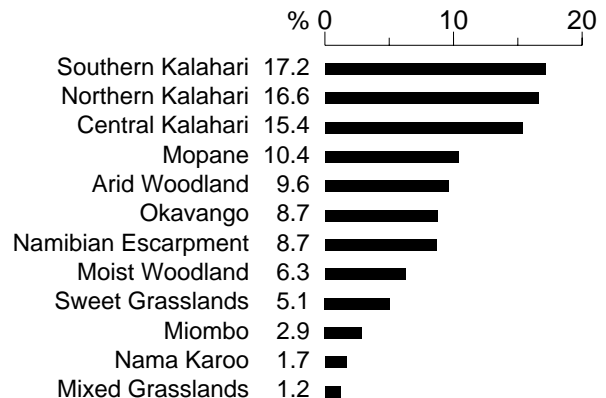 % 0 10 20
Southern Kalahari 17.2
Northern Kalahari 16.6
Central Kalahari 15.4
Mopane 10.4
Arid Woodland 9.6
Okavango 8.7
Namibian Escarpment 8.7
Moist Woodland 6.3
Sweet Grasslands 5.1
Miombo 2.9
Nama Karoo 1.7
Mixed Grasslands 1.2